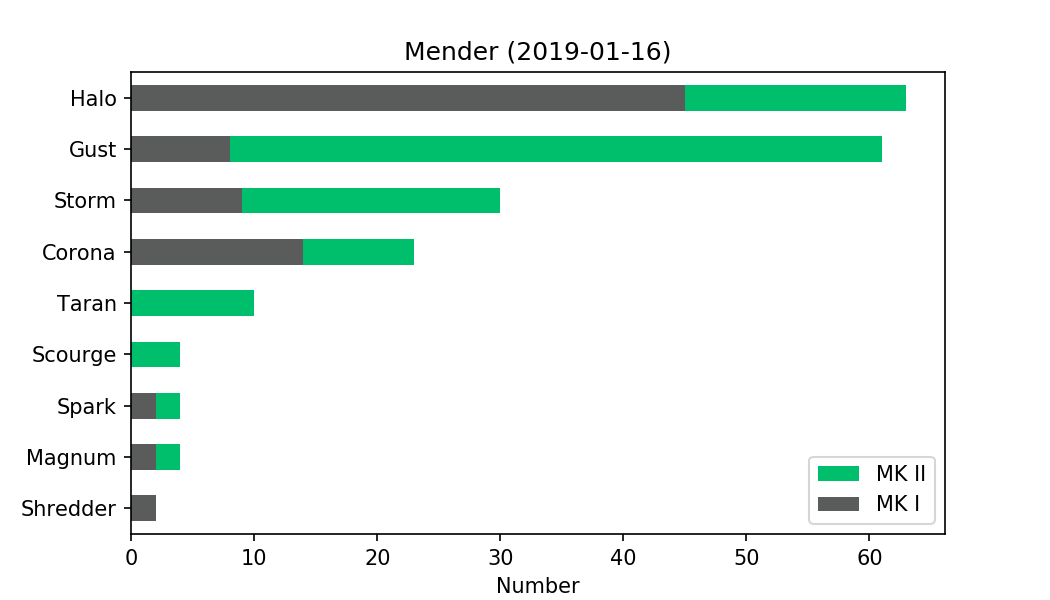 Mender (2019-01-16)
Halo
Gust
Storm
Corona
Taran
Scourge
Spark
Magnum
Shredder
MK II
MK I
0 10 20 30 40 50 60
Number